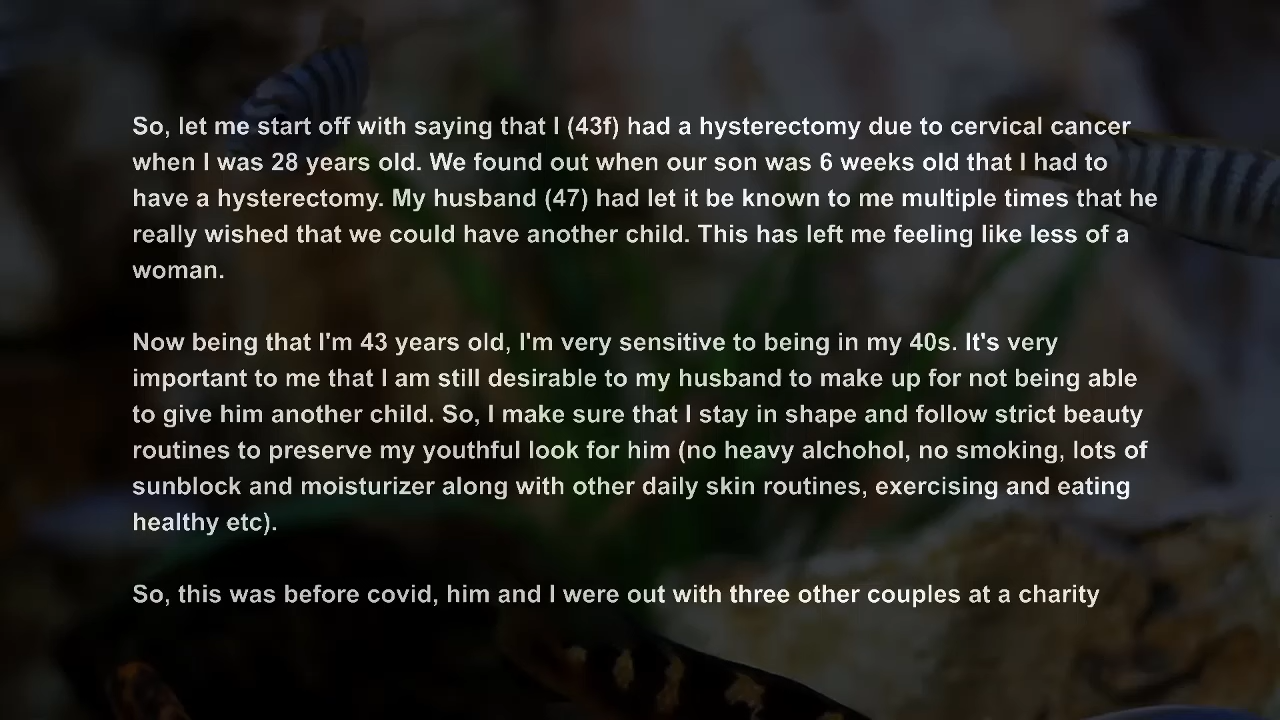 So, let me start off with saying that I (43f) had a hysterectomy due to cervical cancer
when I was 28 years old. We found out when our son was 6 weeks old that I had to
have a hysterectomy. My husband (47) had let it be known to me multiple times that he
really wished that we could have another child. This has left me feeling like less of a
woman.
Now being that I'm 43 years old, I'm very sensitive to being in my 40s. It's very
important to me that I am still desirable to my husband to make up for not being able
to give him another child. So, I make sure that I stay in shape and follow strict beauty
routines to preserve my youthful look for him (no heavy alchohol, no smoking, lots of
sunblock and moisturizer along with other daily skin routines, exercising and eating
healthy etc).
So, this was before covid, him and I were out with three other couples at a charity